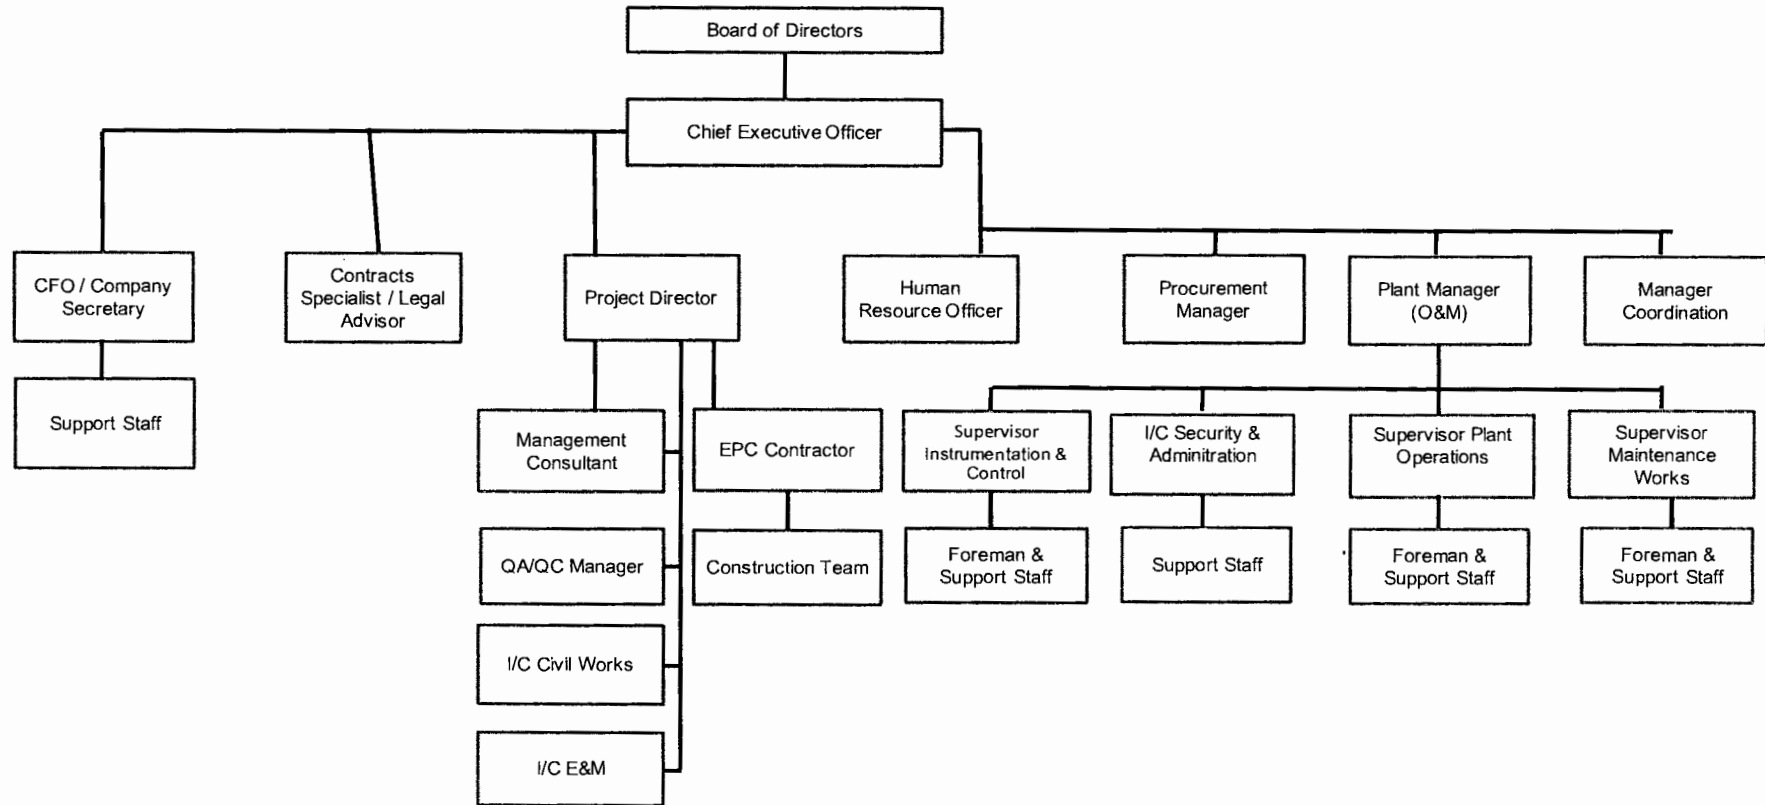 Board of Directors
Chief Executive Officer
CFO / Company
Secretary
Contracts
Specialist / Legal
Advisor
Project Director
Human
Resource Officer
Procurement
Manager
Plant Manager
(O&M)
Manager
Coordination
Support Staff
Management
Consultant
EPC Contractor
Supervisor
Instrumentation &
Control
I/C Security &
Adminitration
Supervisor Plant
Operations
Supervisor
Maintenance
Works
QA/QC Manager
Construction Team
Foreman &
Support Staff
Support Staff
Foreman &
Support Staff
Foreman &
Support Staff
I/C Civil Works
I/C E&M